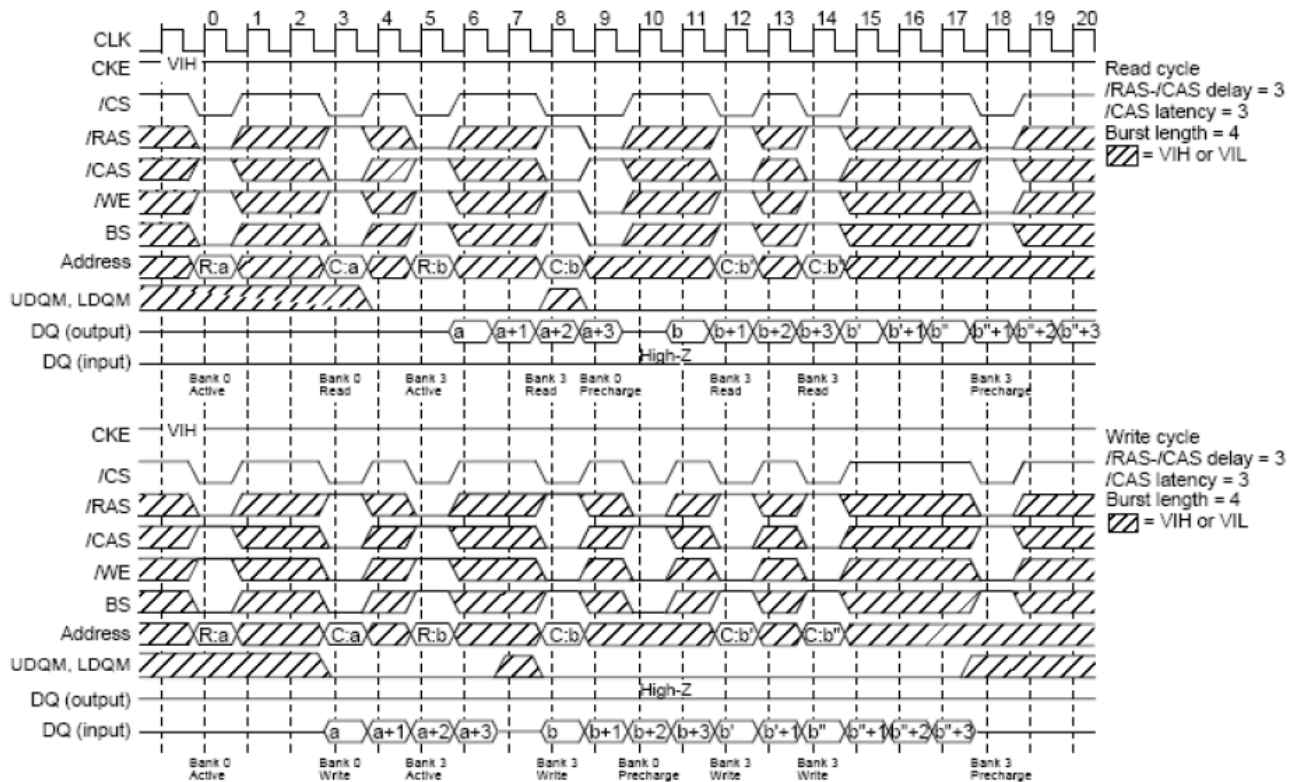 0 1 2 3 4 5 6 7 8 9 10 11 12 13 14 15 16 17 18 19 20
CLK
CKE VIH
/CS
/RAS
/CAS
/WE
BS
Address R:a C:a R:b C:b C:b' C:b"
UDQM, LDQM
DQ (output) a a+1 a+2 a+3 b b+1 b+2 b+3 b' b'+1 b" b"+1 b"+2 b"+3
DQ (input) High-Z
Bank 0 Active
Bank 0 Read
Bank 3 Active
Bank 3 Read
Bank 0 Precharge
Bank 3 Read
Bank 3 Read
Bank 3 Precharge
Read cycle
/RAS-/CAS delay = 3
/CAS latency = 3
Burst length = 4
= VIH or VIL
CKE VIH
/CS
/RAS
/CAS
/WE
BS
Address R:a C:a R:b C:b C:b' C:b"
UDQM, LDQM
DQ (output) High-Z
DQ (input) a a+1 a+2 a+3 b b+1 b+2 b+3 b' b'+1 b" b"+1 b"+2 b"+3
Bank 0 Active
Bank 0 Write
Bank 3 Active
Bank 3 Write
Bank 0 Precharge
Bank 3 Write
Bank 3 Write
Bank 3 Precharge
Write cycle
/RAS-/CAS delay = 3
/CAS latency = 3
Burst length = 4
= VIH or VIL